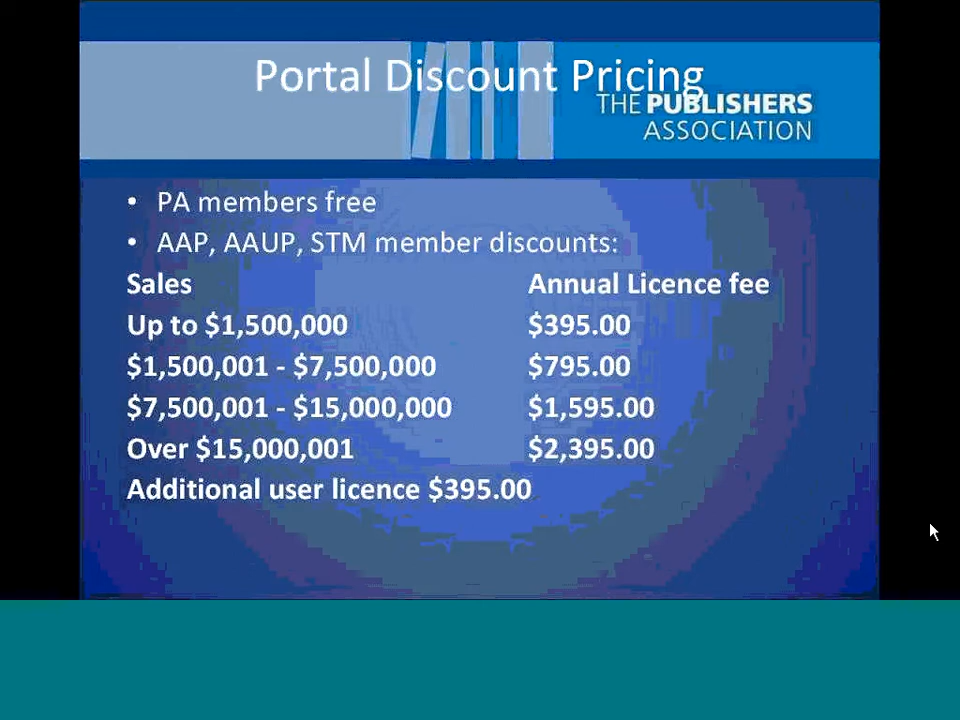 Portal Discount Pricing
THE PUBLISHERS
ASSOCIATION
• PA members free
• AAP, AAUP, STM member discounts:
Sales Annual Licence fee
Up to $1,500,000 $395.00
$1,500,001 - $7,500,000 $795.00
$7,500,001 - $15,000,000 $1,595.00
Over $15,000,001 $2,395.00
Additional user licence $395.00